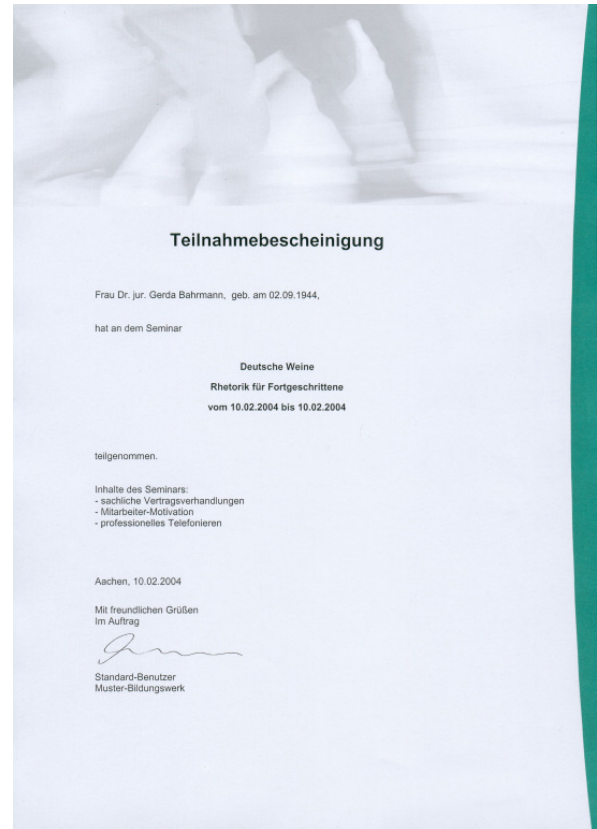 Teilnahmebescheinigung
Frau Dr. jur. Gerda Bahrmann, geb. am 02.09.1944,
hat an dem Seminar
Deutsche Weine
Rhetorik für Fortgeschrittene
vom 10.02.2004 bis 10.02.2004
teilgenommen.
Inhalte des Seminars:
- sachliche Vertragsverhandlungen
- Mitarbeiter-Motivation
- professionelles Telefonieren
Aachen, 10.02.2004
Mit freundlichen Grüßen
Im Auftrag
Standard-Benutzer
Muster-Bildungswerk